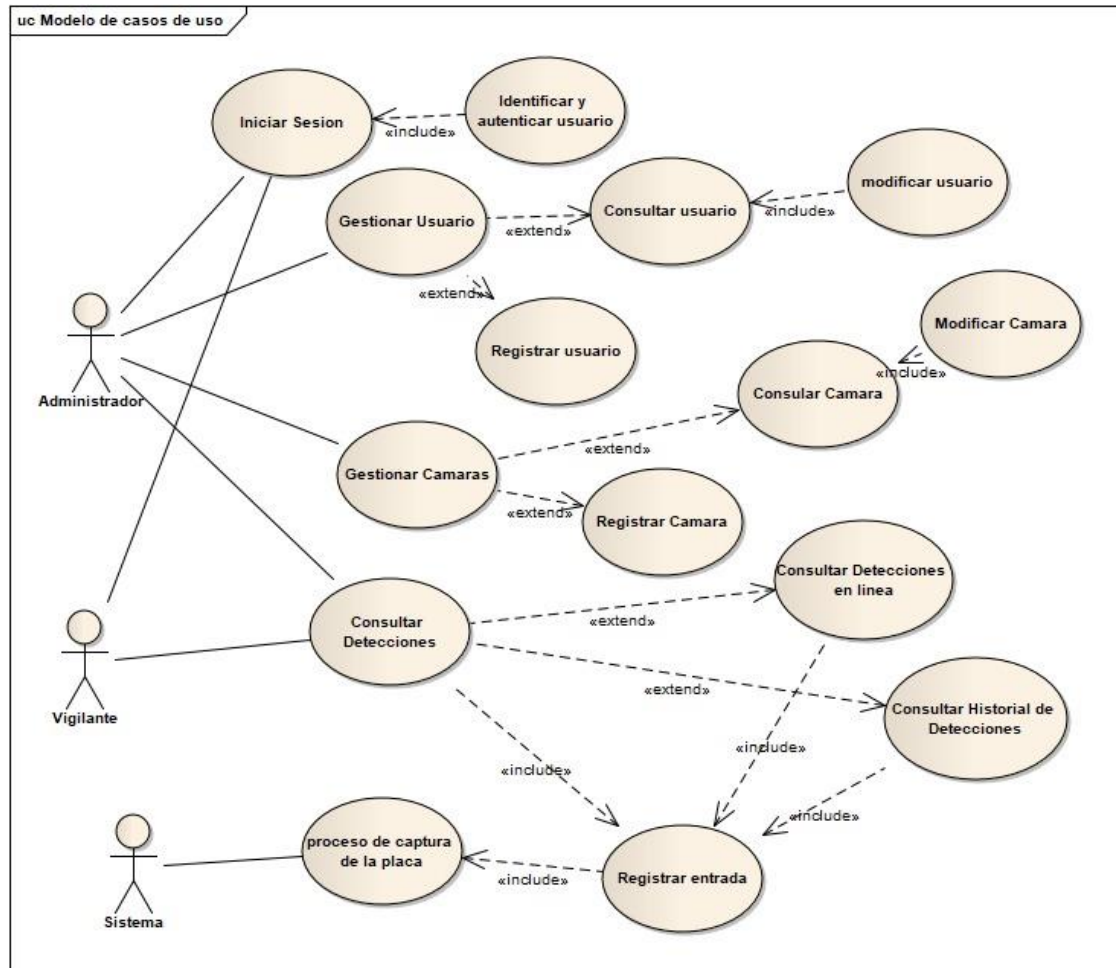 uc Modelo de casos de uso
Iniciar Sesion
«include»
Identificar y
autenticar usuario
Gestionar Usuario
«extend»
Consultar usuario
«include»
modificar usuario
«extend»
Registrar usuario
Administrador
Modificar Camara
«include»
Consular Camara
«extend»
Gestionar Camaras
«extend»
Registrar Camara
Consultar Detecciones
en linea
«extend»
Consultar
Detecciones
«extend»
Consultar Historial de
Detecciones
Vigilante
«include»
«include»
«include»
proceso de captura
de la placa
«include»
Registrar entrada
Sistema